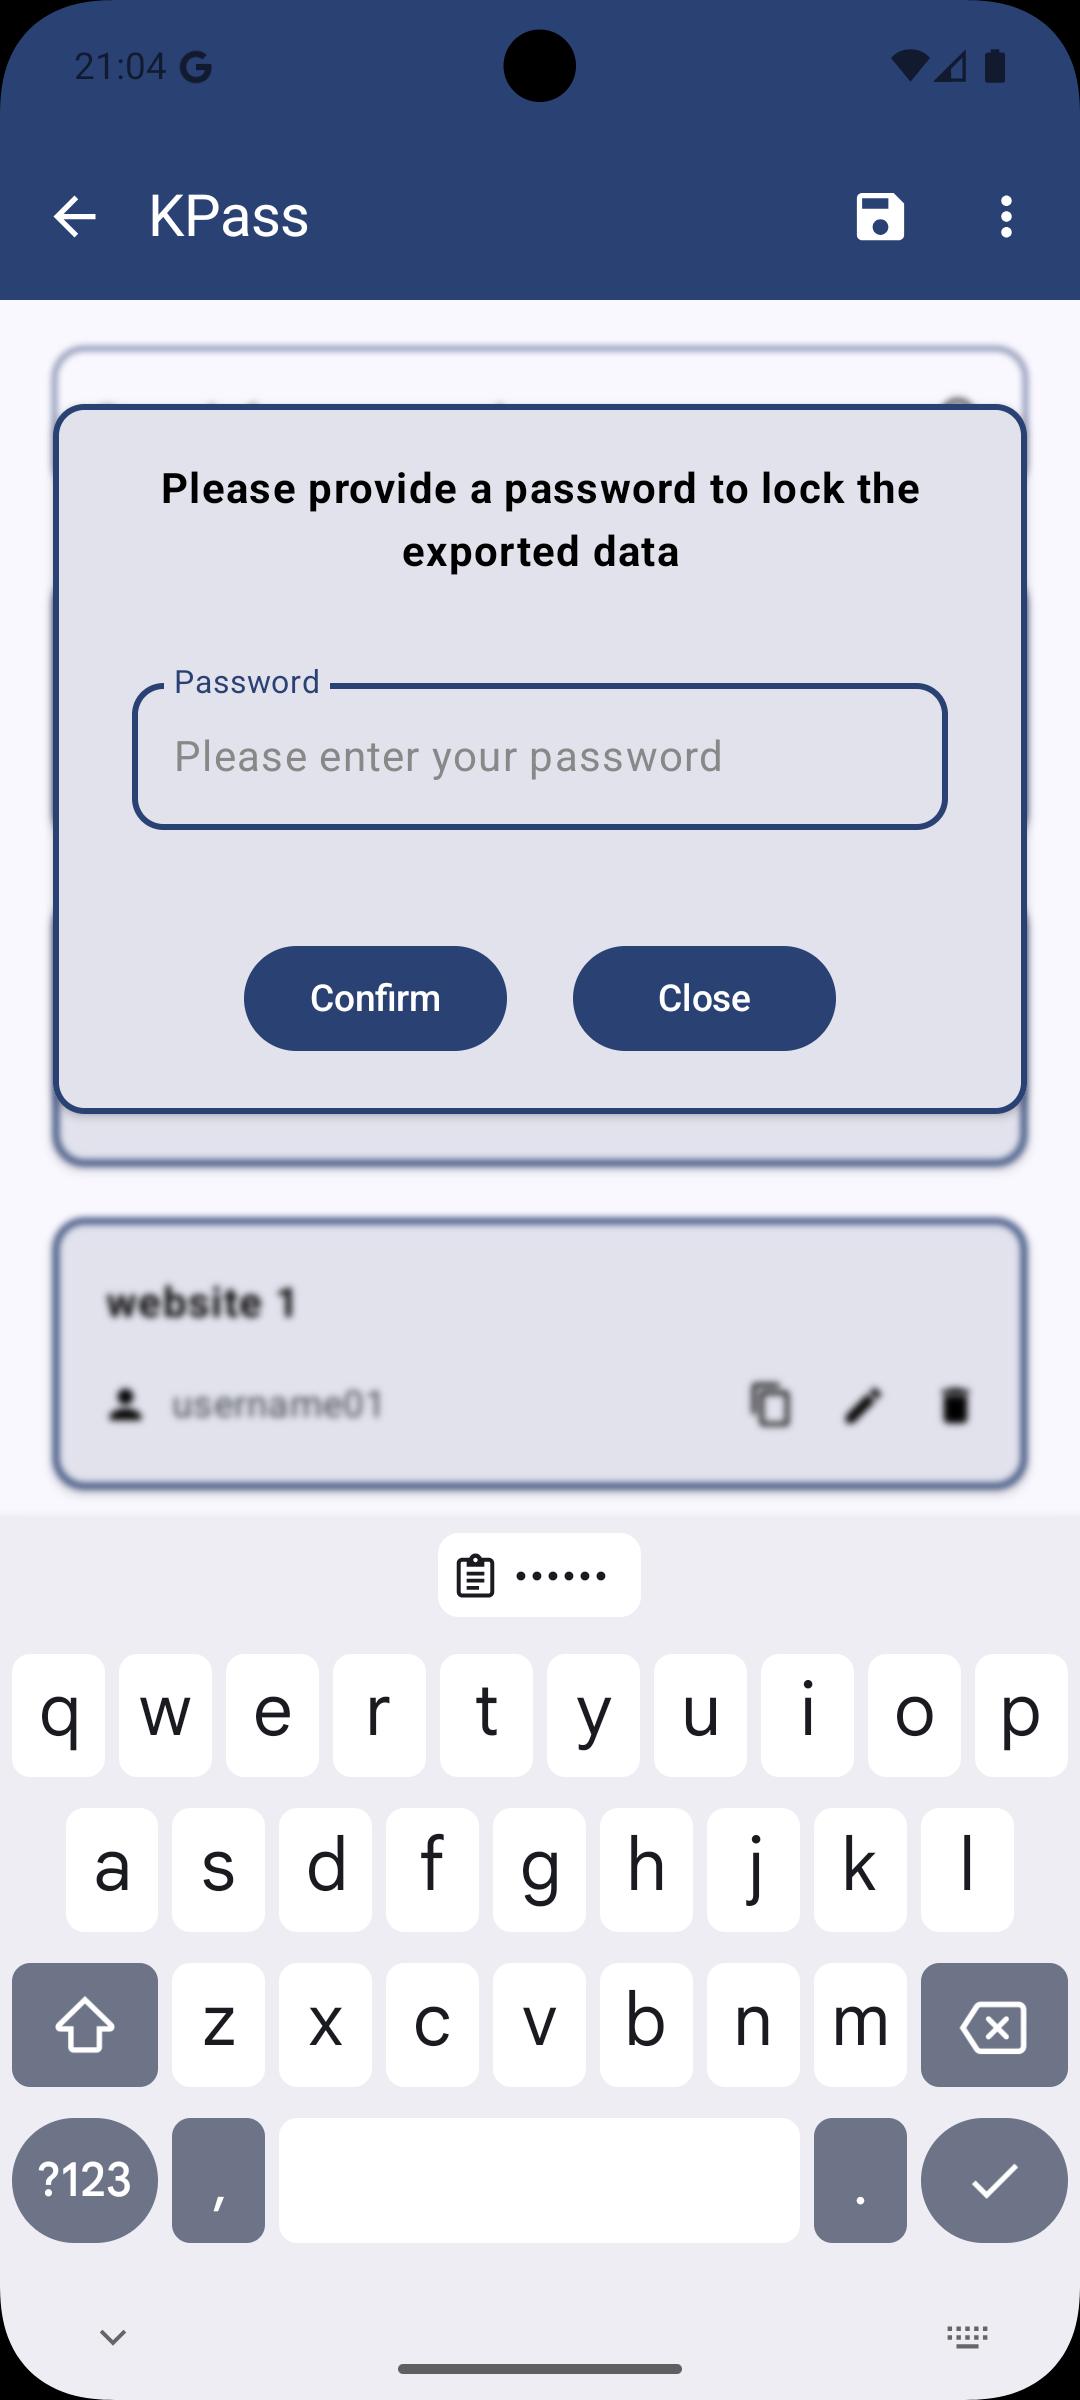 21:04
KPass
Please provide a password to lock the
exported data
Password
Please enter your password
Confirm
Close
website 1
username01
••••••
q w e r t y u i o p
a s d f g h j k l
z x c v b n m
?123 , .